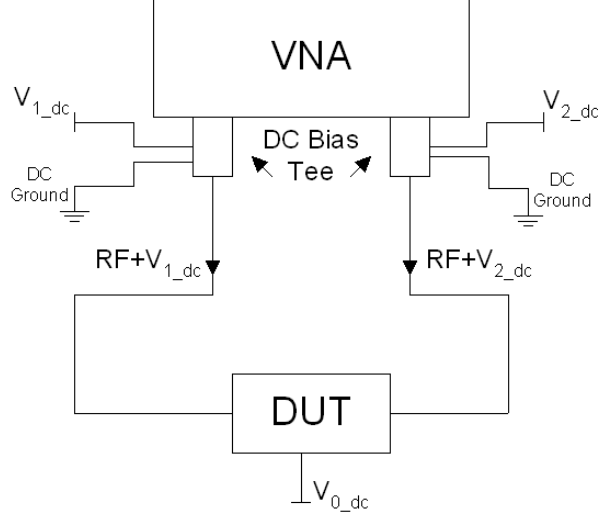 VNA
V1_dc
DC Bias
Tee
V2_dc
DC
Ground
DC
Ground
RF+V1_dc
RF+V2_dc
DUT
V0_dc